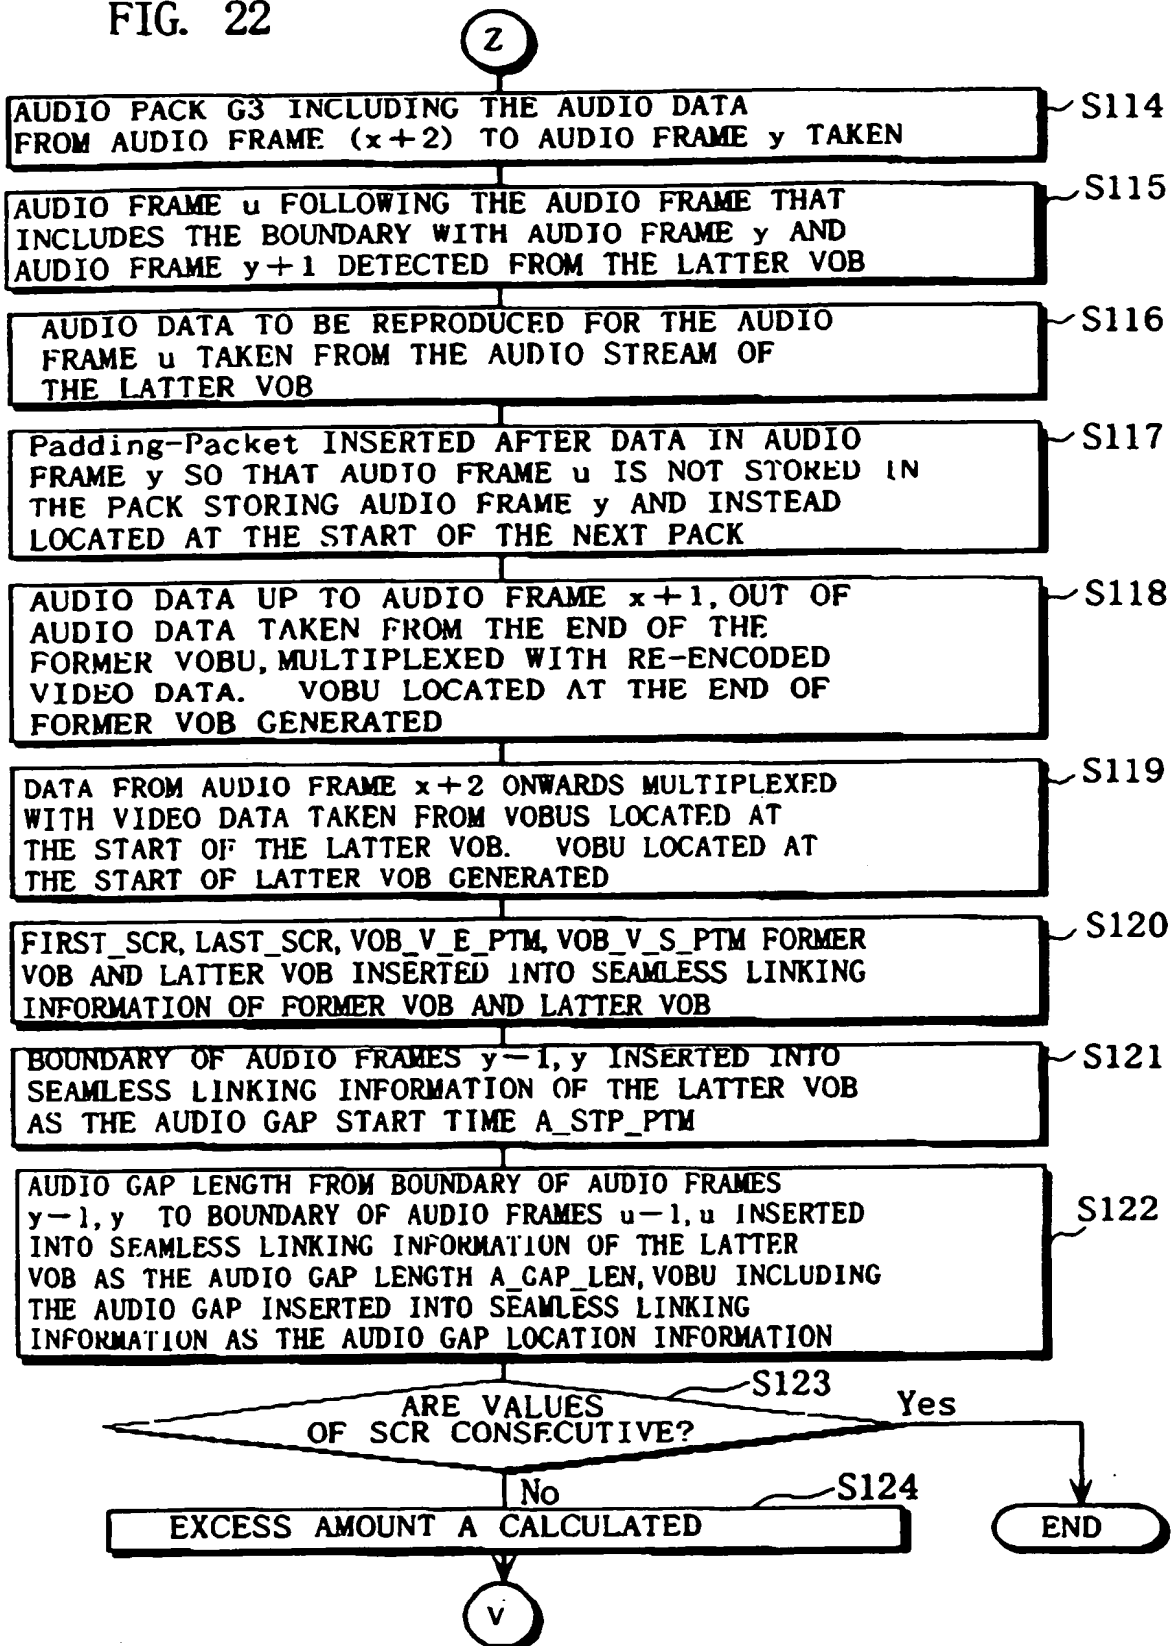 FIG. 22
Z
AUDIO PACK G3 INCLUDING THE AUDIO DATA
FROM AUDIO FRAME (x+2) TO AUDIO FRAME y TAKEN
S114
AUDIO FRAME u FOLLOWING THE AUDIO FRAME THAT
INCLUDES THE BOUNDARY WITH AUDIO FRAME y AND
AUDIO FRAME y+1 DETECTED FROM THE LATTER VOB
S115
AUDIO DATA TO BE REPRODUCED FOR THE AUDIO
FRAME u TAKEN FROM THE AUDIO STREAM OF
THE LATTER VOB
S116
Padding-Packet INSERTED AFTER DATA IN AUDIO
FRAME y SO THAT AUDIO FRAME u IS NOT STORED IN
THE PACK STORING AUDIO FRAME y AND INSTEAD
LOCATED AT THE START OF THE NEXT PACK
S117
AUDIO DATA UP TO AUDIO FRAME x+1, OUT OF
AUDIO DATA TAKEN FROM THE END OF THE
FORMER VOBU, MULTIPLEXED WITH RE-ENCODED
VIDEO DATA. VOBU LOCATED AT THE END OF
FORMER VOB GENERATED
S118
DATA FROM AUDIO FRAME x+2 ONWARDS MULTIPLEXED
WITH VIDEO DATA TAKEN FROM VOBUS LOCATED AT
THE START OF THE LATTER VOB. VOBU LOCATED AT
THE START OF LATTER VOB GENERATED
S119
FIRST_SCR, LAST_SCR, VOB_V_E_PTM, VOB_V_S_PTM FORMER
VOB AND LATTER VOB INSERTED INTO SEAMLESS LINKING
INFORMATION OF FORMER VOB AND LATTER VOB
S120
BOUNDARY OF AUDIO FRAMES y-1, y INSERTED INTO
SEAMLESS LINKING INFORMATION OF THE LATTER VOB
AS THE AUDIO GAP START TIME A_STP_PTM
S121
AUDIO GAP LENGTH FROM BOUNDARY OF AUDIO FRAMES
y-1, y TO BOUNDARY OF AUDIO FRAMES u-1, u INSERTED
INTO SEAMLESS LINKING INFORMATION OF THE LATTER
VOB AS THE AUDIO GAP LENGTH A_GAP_LEN, VOBU INCLUDING
THE AUDIO GAP INSERTED INTO SEAMLESS LINKING
INFORMATION AS THE AUDIO GAP LOCATION INFORMATION
S122
ARE VALUES
OF SCR CONSECUTIVE?
S123
Yes
No
EXCESS AMOUNT A CALCULATED
S124
END
v